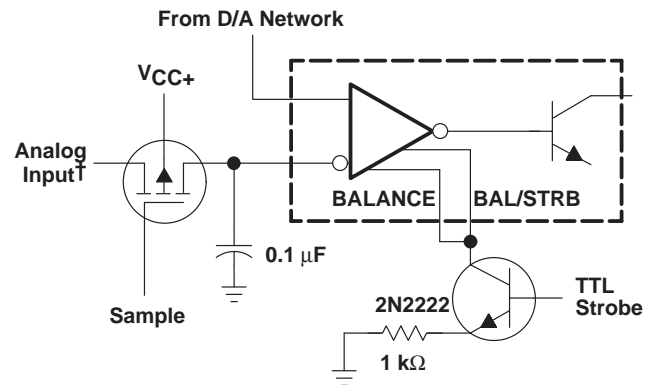 From D/A Network
VCC+
Analog
Input†
BALANCE
BAL/STRB
0.1 μF
Sample
2N2222
TTL
Strobe
1 kΩ